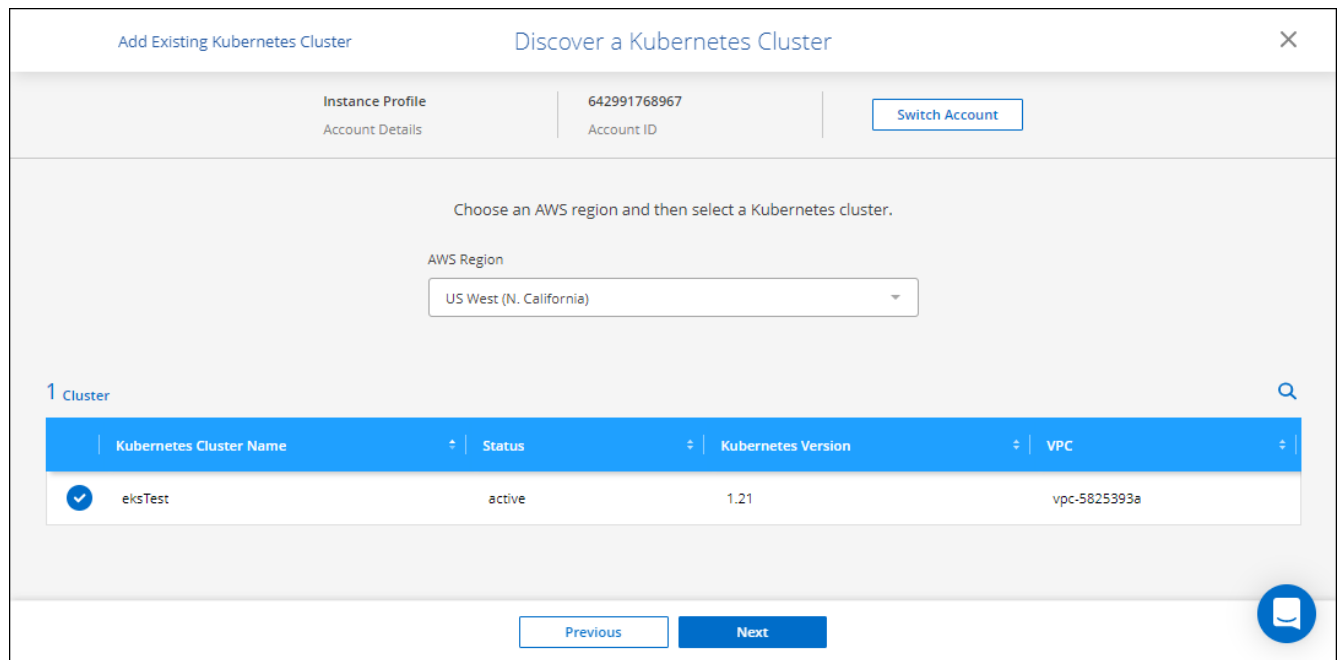 Add Existing Kubernetes Cluster
Discover a Kubernetes Cluster
Instance Profile
Account Details
642991768967
Account ID
Switch Account
Choose an AWS region and then select a Kubernetes cluster.
AWS Region
US West (N. California)
1 Cluster
Kubernetes Cluster Name Status Kubernetes Version VPC
eksTest active 1.21 vpc-5825393a
Previous Next